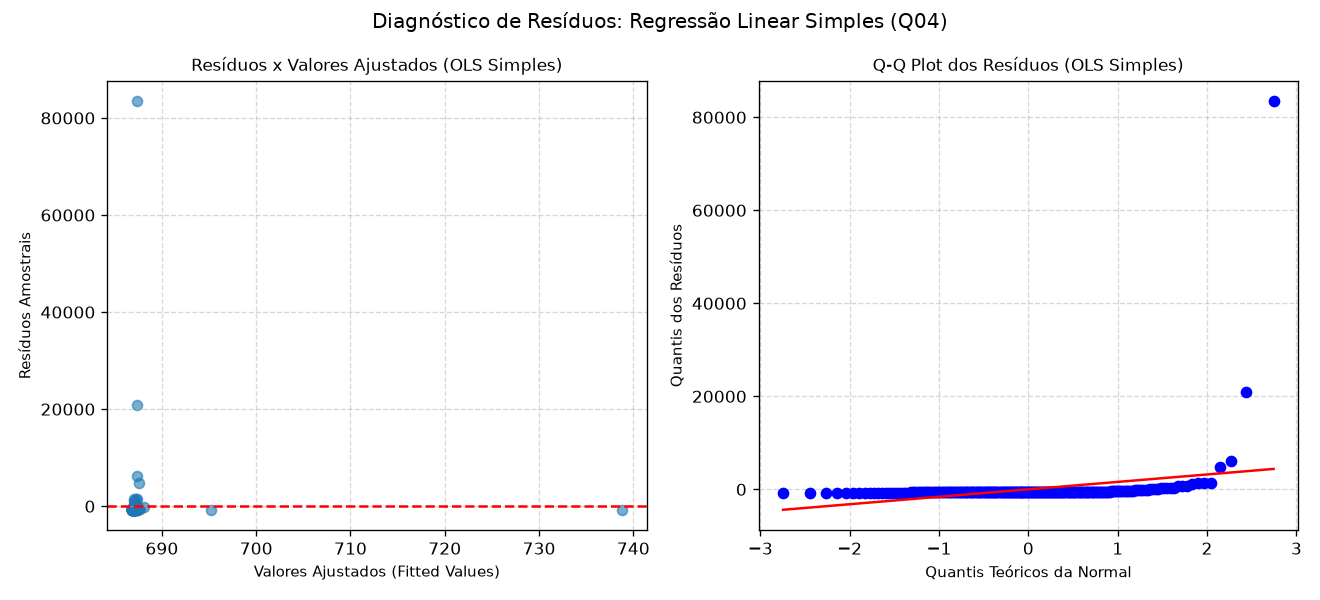 Diagnóstico de Resíduos: Regressão Linear Simples (Q04)
Resíduos x Valores Ajustados (OLS Simples)
Resíduos Amostrais
80000
60000
40000
20000
0
690 700 710 720 730 740
Valores Ajustados (Fitted Values)
Q-Q Plot dos Resíduos (OLS Simples)
Quantis dos Resíduos
80000
60000
40000
20000
0
−3 −2 −1 0 1 2 3
Quantis Teóricos da Normal